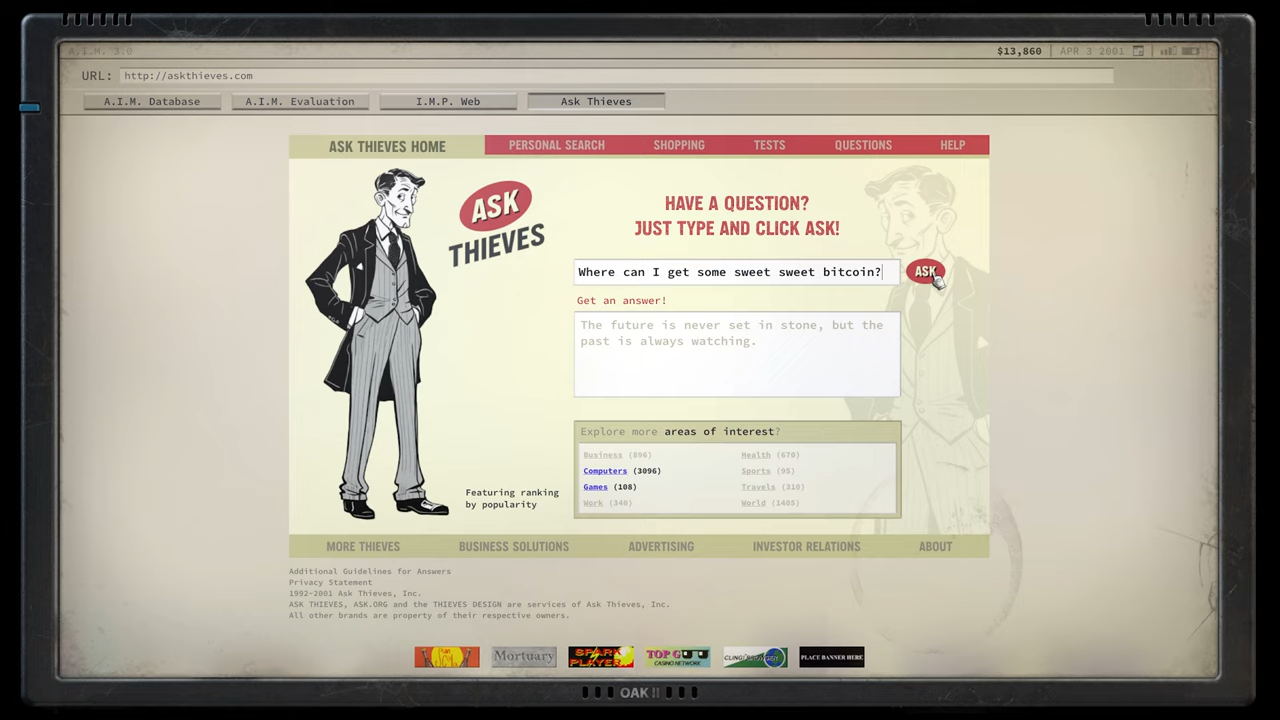 A.I.M. 3.0
$13,860
APR 3 2001
URL: http://askthieves.com
A.I.M. Database
A.I.M. Evaluation
I.M.P. Web
Ask Thieves
ASK THIEVES HOME
PERSONAL SEARCH
SHOPPING
TESTS
QUESTIONS
HELP
ASK
THIEVES
HAVE A QUESTION?
JUST TYPE AND CLICK ASK!
Where can I get some sweet sweet bitcoin?
ASK
Get an answer!
The future is never set in stone, but the
past is always watching.
Explore more areas of interest?
Business (896)
Health (670)
Computers (3096)
Sports (95)
Games (108)
Travels (310)
Work (340)
World (1405)
Featuring ranking
by popularity
MORE THIEVES
BUSINESS SOLUTIONS
ADVERTISING
INVESTOR RELATIONS
ABOUT
Additional Guidelines for Answers
Privacy Statement
1992-2001 Ask Thieves, Inc.
ASK THIEVES, ASK.ORG and the THIEVES DESIGN are services of Ask Thieves, Inc.
All other brands are property of their respective owners.
Mortuary
SPARK
PLAYER
CASINO NETWORK
PLACE BANNER HERE
OAK II